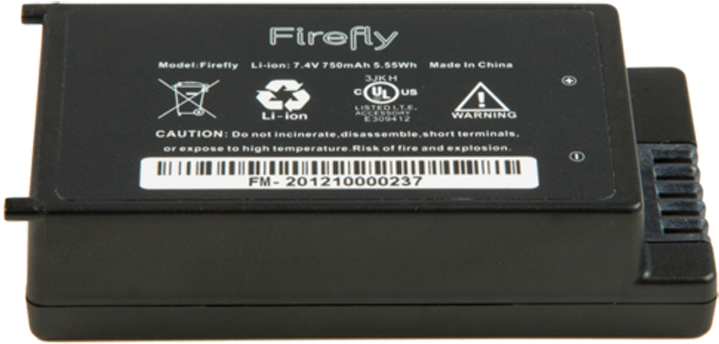 Firefly
Model:Firefly Li-ion: 7.4V 750mAh 5.55Wh Made In China
Li-ion
3JKH
C UL US
LISTED I.T.E.
ACCESSORY
E309412
WARNING
CAUTION: Do not incinerate,disassemble,short terminals,
or expose to high temperature.Risk of fire and explosion.
FM- 201210000237